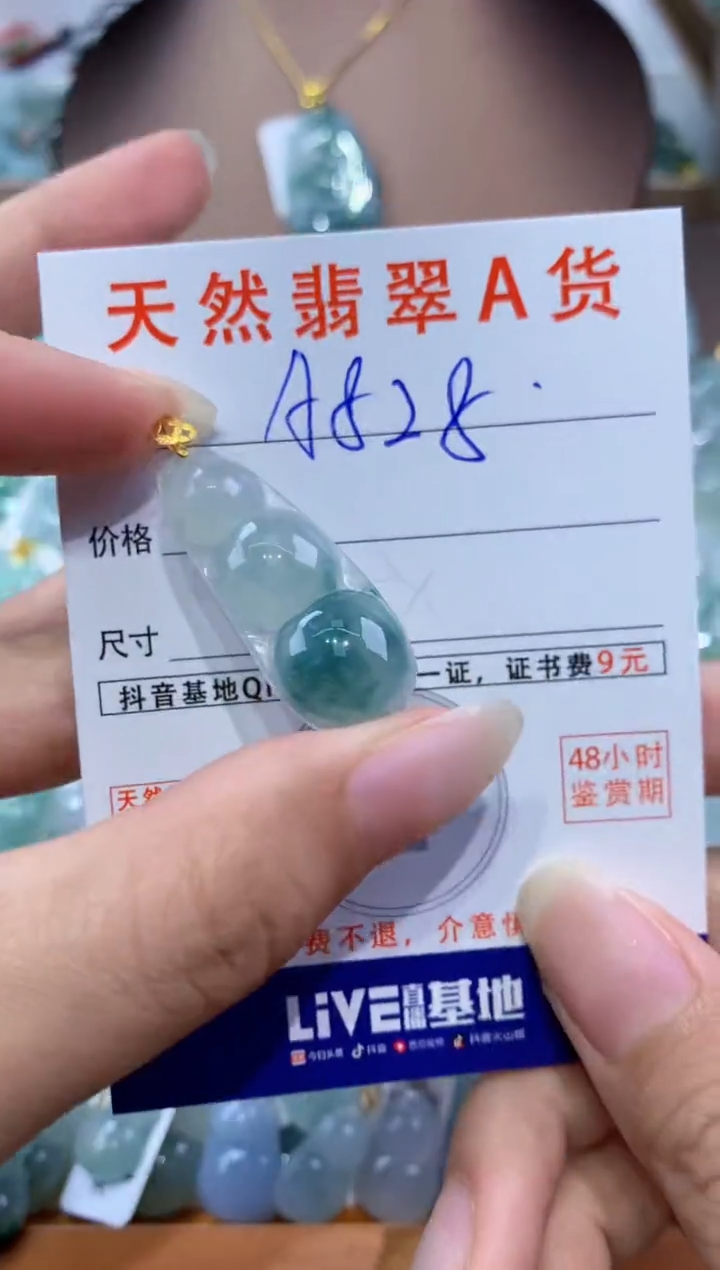 天然翡翠A货
A828
价格
尺寸
抖音基地QI
一证，证书费9元
天然
48小时
鉴赏期
费不退，介意
LiVE直播基地
今日头条 抖音 西瓜视频 抖音火山版